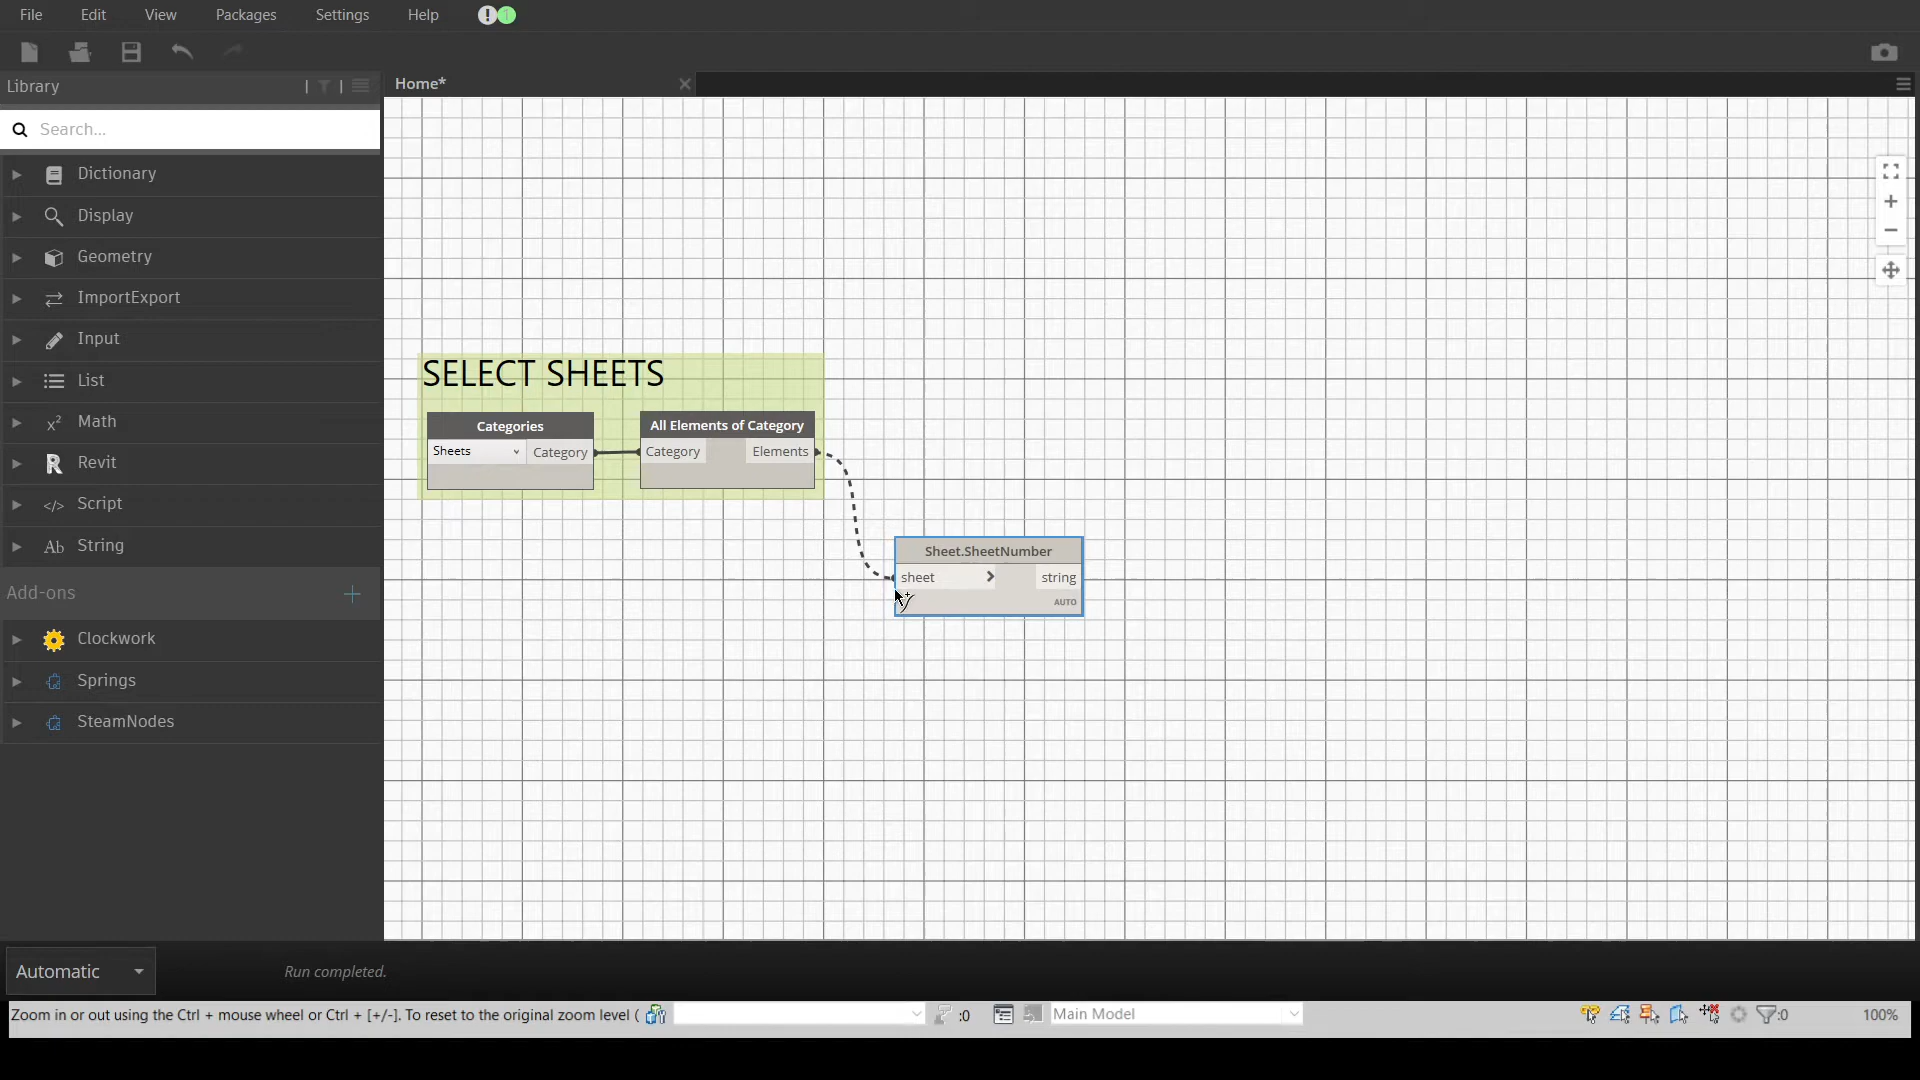 File Edit View Packages Settings Help
Library
Home*
Search...
Dictionary
Display
Geometry
ImportExport
Input
List
Math
Revit
Script
String
Add-ons
Clockwork
Springs
SteamNodes
SELECT SHEETS
Categories
Sheets Category
All Elements of Category
Category Elements
Sheet.SheetNumber
sheet string
AUTO
Automatic
Run completed.
Zoom in or out using the Ctrl + mouse wheel or Ctrl + [+/-]. To reset to the original zoom level (
:0
Main Model
:0
100%